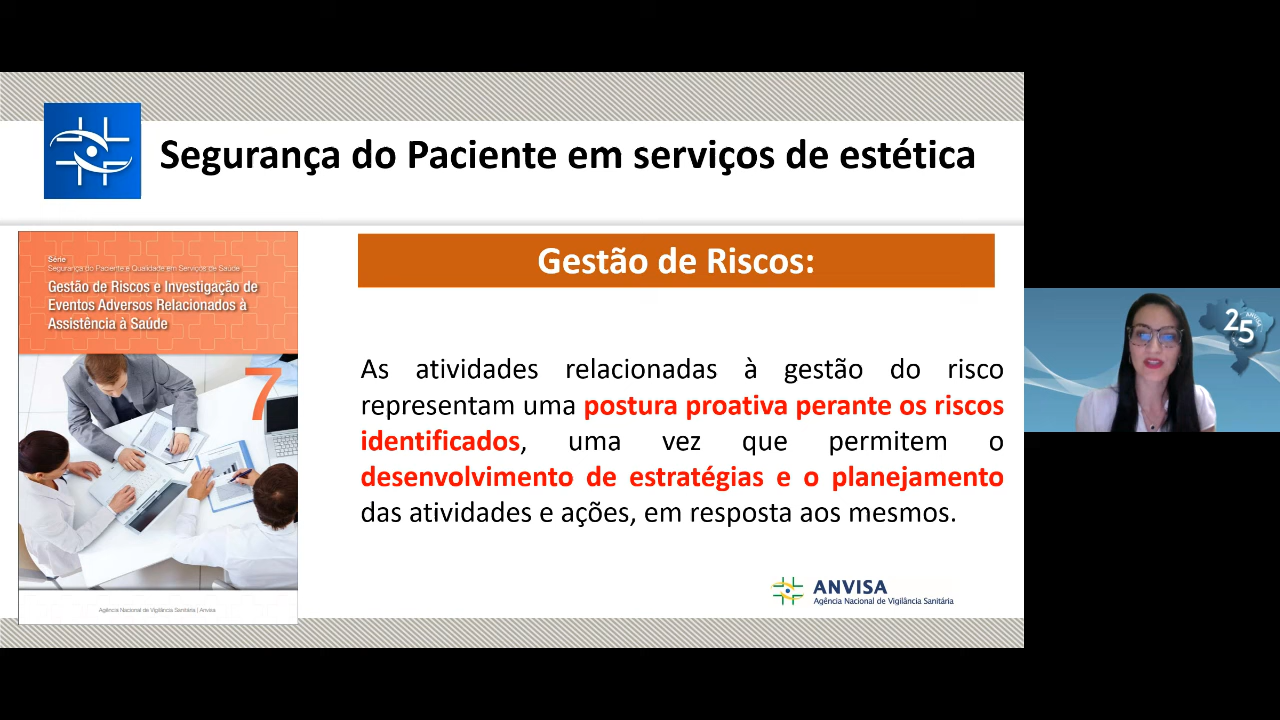 Segurança do Paciente em serviços de estética
Série
Segurança do Paciente e Qualidade em Serviços de Saúde
Gestão de Riscos e Investigação de
Eventos Adversos Relacionados à
Assistência à Saúde
7
Agência Nacional de Vigilância Sanitária | Anvisa
Gestão de Riscos:
As atividades relacionadas à gestão do risco
representam uma postura proativa perante os riscos
identificados, uma vez que permitem o
desenvolvimento de estratégias e o planejamento
das atividades e ações, em resposta aos mesmos.
ANVISA
Agência Nacional de Vigilância Sanitária
25
ANVISA